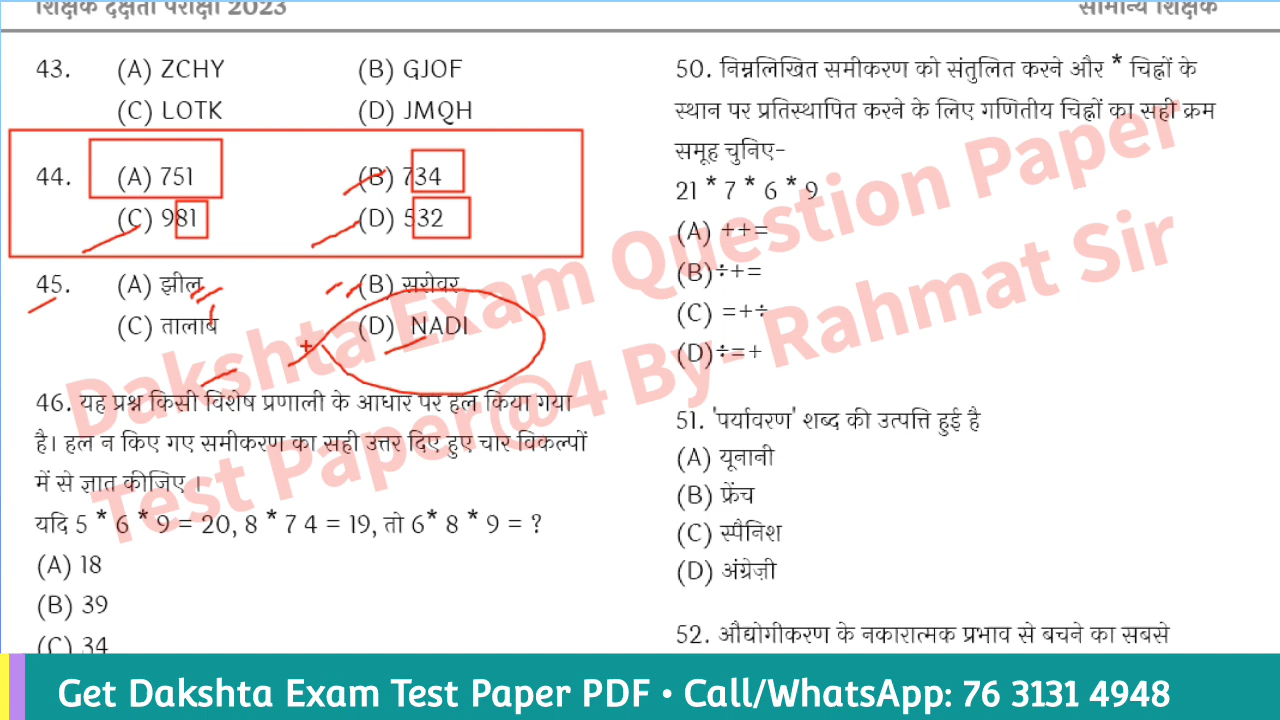 शिक्षक दक्षता परीक्षा 2023
सामान्य शिक्षक
43. (A) ZCHY (B) GJOF
(C) LOTK (D) JMQH
44. (A) 751 (B) 734
(C) 981 (D) 532
45. (A) झील (B) सरोवर
(C) तालाब (D) NADI
46. यह प्रश्न किसी विशेष प्रणाली के आधार पर हल किया गया
है। हल न किए गए समीकरण का सही उत्तर दिए हुए चार विकल्पों
में से ज्ञात कीजिए ।
यदि 5 * 6 * 9 = 20, 8 * 7 4 = 19, तो 6* 8 * 9 = ?
(A) 18
(B) 39
(C) 34
50. निम्नलिखित समीकरण को संतुलित करने और * चिह्नों के
स्थान पर प्रतिस्थापित करने के लिए गणितीय चिह्नों का सही क्रम
समूह चुनिए-
21 * 7 * 6 * 9
(A) ++=
(B)÷+=
(C) =+÷
(D)÷=+
51. 'पर्यावरण' शब्द की उत्पत्ति हुई है
(A) यूनानी
(B) फ्रेंच
(C) स्पैनिश
(D) अंग्रेज़ी
52. औद्योगीकरण के नकारात्मक प्रभाव से बचने का सबसे
Dakshta Exam Question Paper
Test Paper@4 By- Rahmat Sir
Get Dakshta Exam Test Paper PDF • Call/WhatsApp: 76 3131 4948